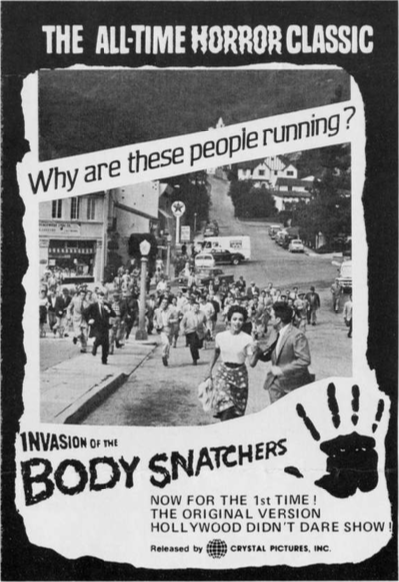 THE ALL-TIME HORROR CLASSIC
Why are these people running?
INVASION OF THE
BODY SNATCHERS
NOW FOR THE 1st TIME!
THE ORIGINAL VERSION
HOLLYWOOD DIDN'T DARE SHOW!
Released by CRYSTAL PICTURES, INC.